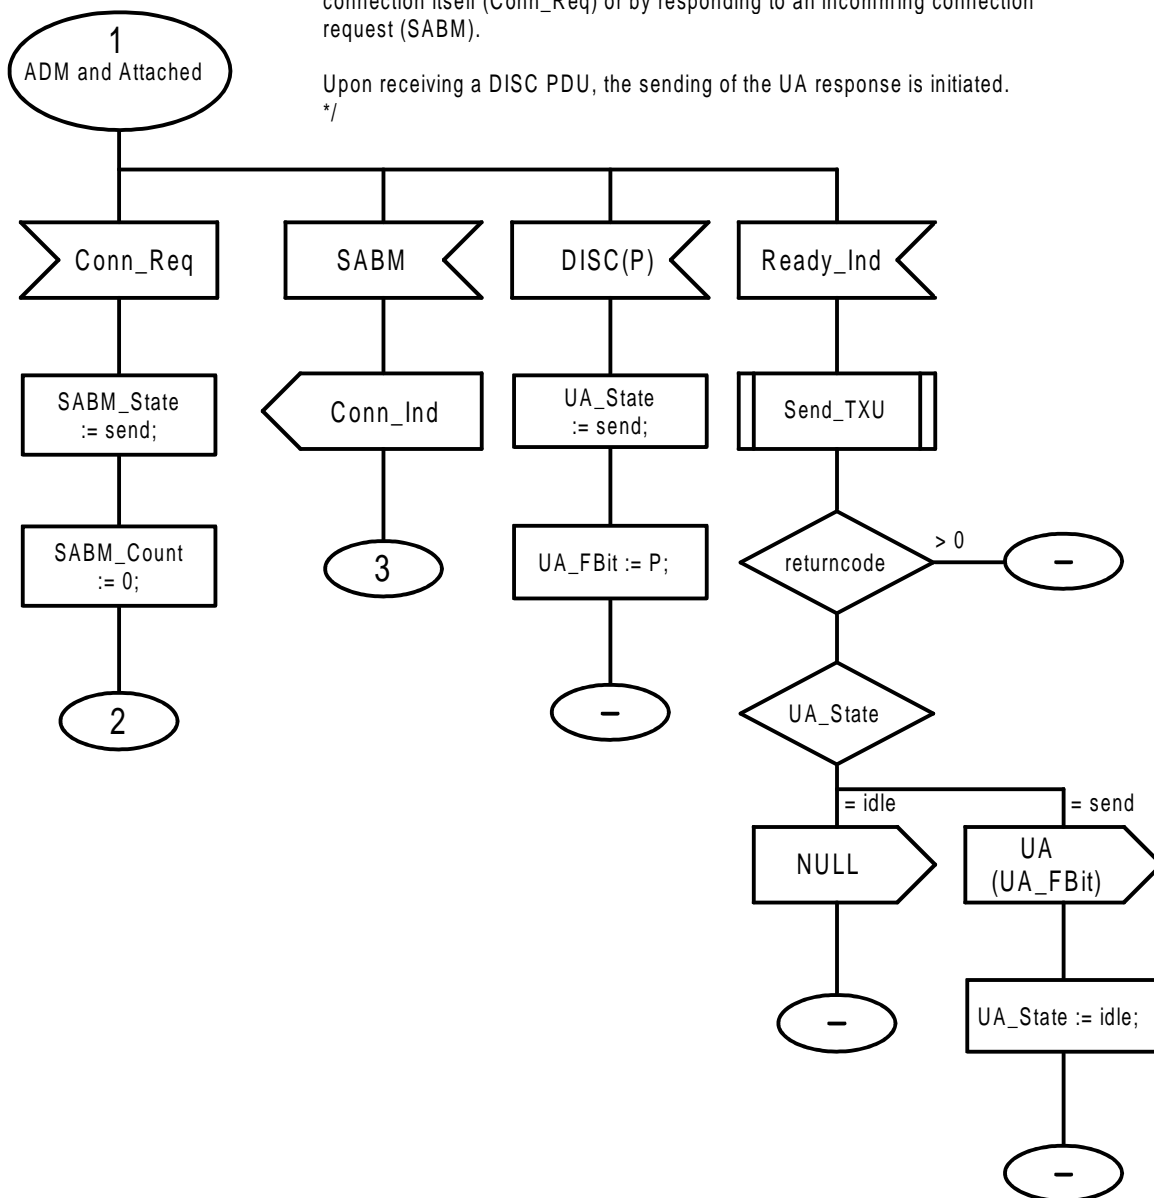 connection itself (Conn_Req) or by responding to an incomming connection
request (SABM).
Upon receiving a DISC PDU, the sending of the UA response is initiated.
*/
1
ADM and Attached
Conn_Req
SABM
DISC(P)
Ready_Ind
SABM_State
:= send;
Conn_Ind
UA_State
:= send;
Send_TXU
SABM_Count
:= 0;
3
UA_FBit := P;
returncode
> 0
–
2
–
UA_State
= idle
= send
NULL
UA
(UA_FBit)
–
UA_State := idle;
–